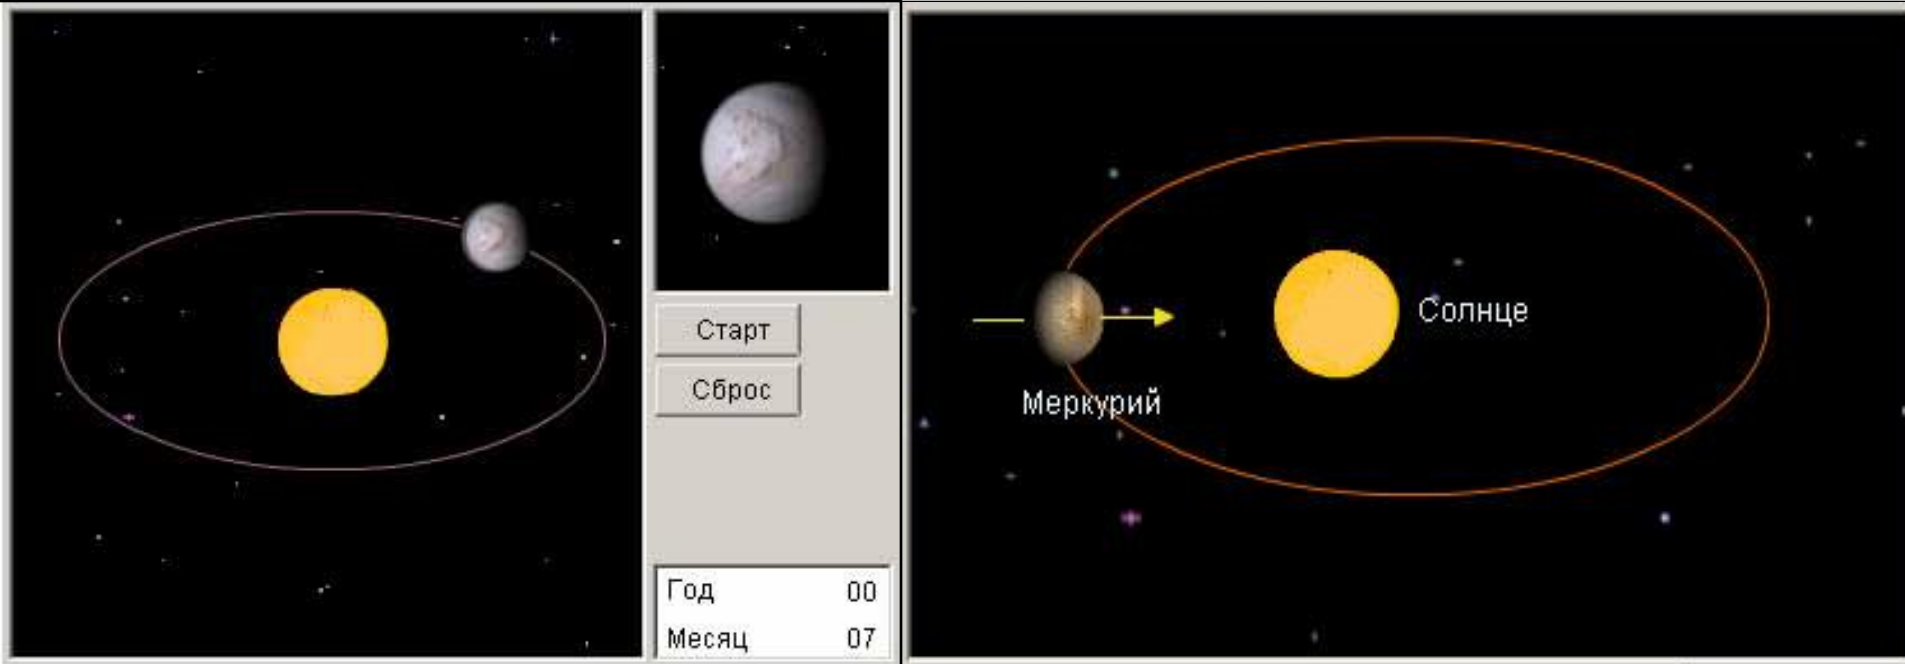 Старт
Сброс
Год 00
Месяц 07
Солнце
Меркурий